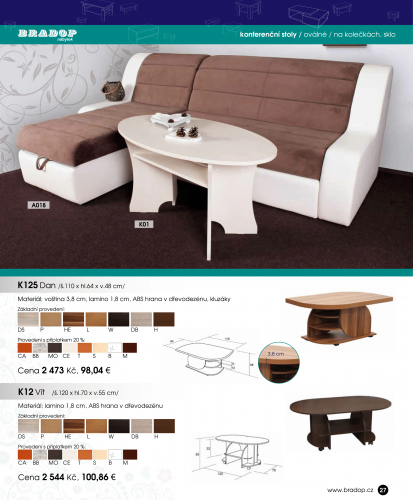 BRADOP
nábytek
konferenční stoly / oválné / na kolečkách, sklo
A018
K01
K125 Dan /š.110 x hl.64 x v.48 cm/
Materiál: voština 3,8 cm, lamino 1,8 cm, ABS hrana v dřevodezénu, kluzáky
Základní provedení:
DS P HE L W DB H
Provedení s příplatkem 20 %:
CA BB MO CE T S B M
3,8 cm
Cena 2 473 Kč, 98,04 €
K12 Vít /š.120 x hl.70 x v.55 cm/
Materiál: lamino 1,8 cm, ABS hrana v dřevodezénu
Základní provedení:
DS P HE L W DB H
Provedení s příplatkem 20 %:
CA BB MO CE T S B M
Cena 2 544 Kč, 100,86 €
www.bradop.cz 27